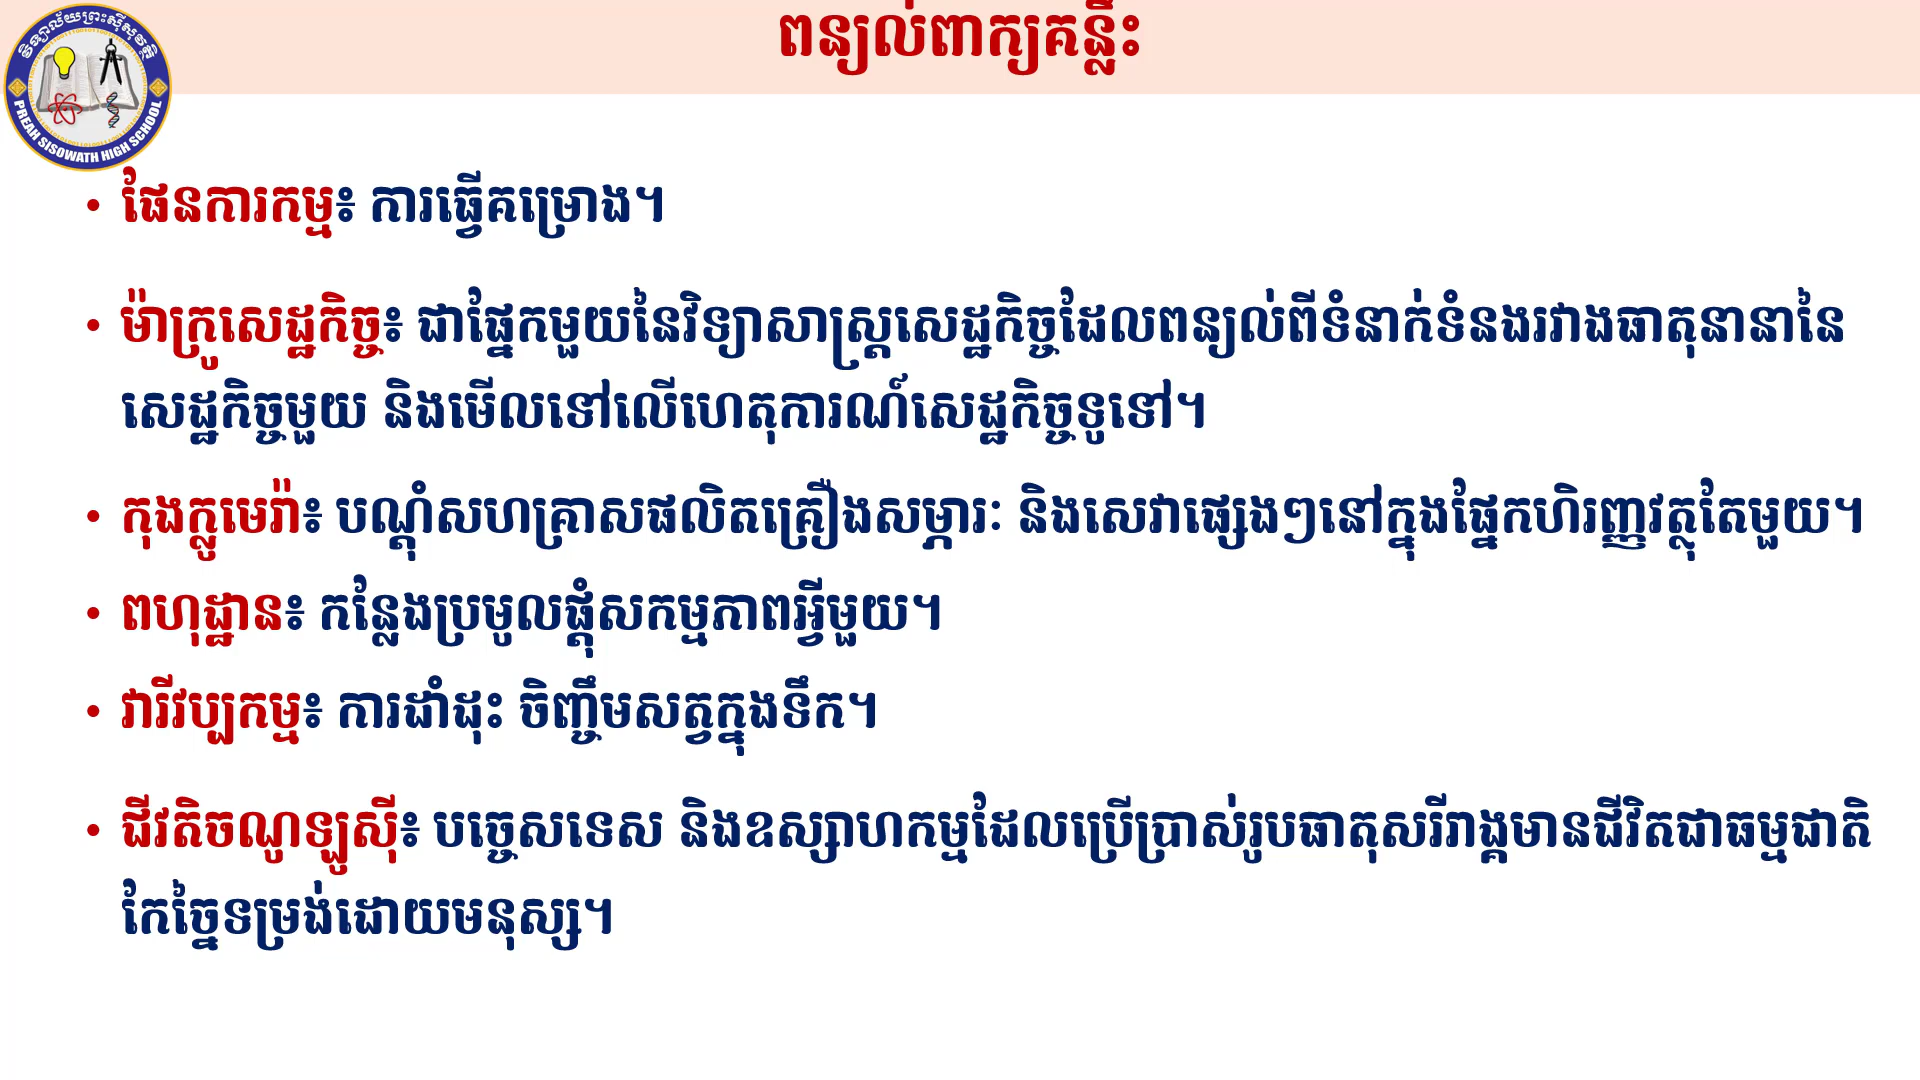 ពន្យល់ពាក្យគន្លឹះ
វិទ្យាល័យព្រះស៊ីសុវត្ថិ
PREAH SISOWATH HIGH SCHOOL
• ផែនការកម្ម៖ ការធ្វើគម្រោង។
• ម៉ាក្រូសេដ្ឋកិច្ច៖ ជាផ្នែកមួយនៃវិទ្យាសាស្ត្រសេដ្ឋកិច្ចដែលពន្យល់ពីទំនាក់ទំនងរវាងធាតុនានានៃ
សេដ្ឋកិច្ចមួយ និងមើលទៅលើហេតុការណ៍សេដ្ឋកិច្ចទូទៅ។
• កុងក្លូមេរ៉ា៖ បណ្តុំសហគ្រាសផលិតគ្រឿងសម្ភារៈ និងសេវាផ្សេងៗនៅក្នុងផ្នែកហិរញ្ញវត្ថុតែមួយ។
• ពហុដ្ឋាន៖ កន្លែងប្រមូលផ្តុំសកម្មភាពអ្វីមួយ។
• វារីវប្បកម្ម៖ ការដាំដុះ ចិញ្ចឹមសត្វក្នុងទឹក។
• ជីវតិចណូឡូស៊ី៖ បច្ចេសទេស និងឧស្សាហកម្មដែលប្រើប្រាស់រូបធាតុសរីរាង្គមានជីវិតជាធម្មជាតិ
កែច្នៃទម្រង់ដោយមនុស្ស។